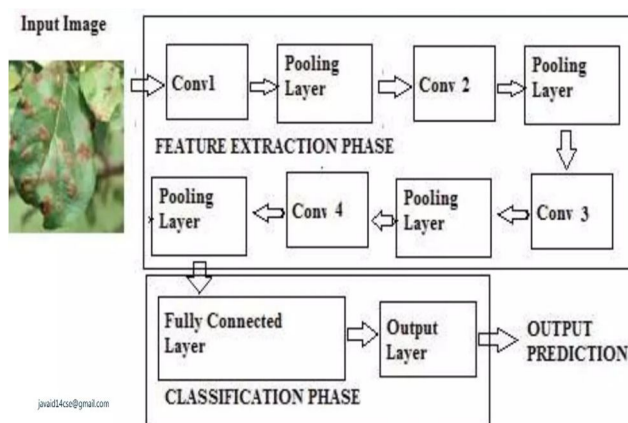 Input Image
Conv1
Pooling
Layer
Conv 2
Pooling
Layer
FEATURE EXTRACTION PHASE
Pooling
Layer
Conv 4
Pooling
Layer
Conv 3
Fully Connected
Layer
Output
Layer
OUTPUT
PREDICTION
CLASSIFICATION PHASE
javaid14cse@gmail.com